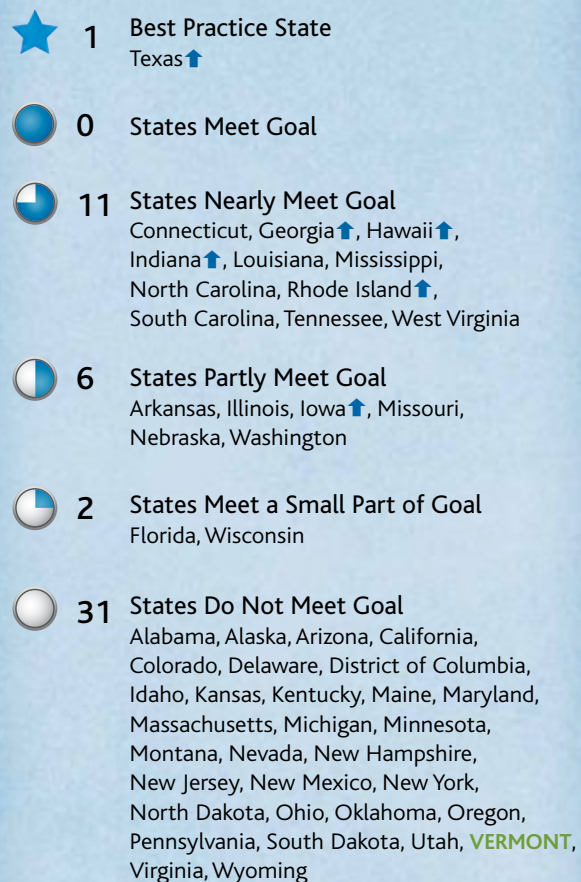 1 Best Practice State
Texas⬆
0 States Meet Goal
11 States Nearly Meet Goal
Connecticut, Georgia⬆, Hawaii⬆,
Indiana⬆, Louisiana, Mississippi,
North Carolina, Rhode Island⬆,
South Carolina, Tennessee, West Virginia
6 States Partly Meet Goal
Arkansas, Illinois, Iowa⬆, Missouri,
Nebraska, Washington
2 States Meet a Small Part of Goal
Florida, Wisconsin
31 States Do Not Meet Goal
Alabama, Alaska, Arizona, California,
Colorado, Delaware, District of Columbia,
Idaho, Kansas, Kentucky, Maine, Maryland,
Massachusetts, Michigan, Minnesota,
Montana, Nevada, New Hampshire,
New Jersey, New Mexico, New York,
North Dakota, Ohio, Oklahoma, Oregon,
Pennsylvania, South Dakota, Utah, VERMONT,
Virginia, Wyoming